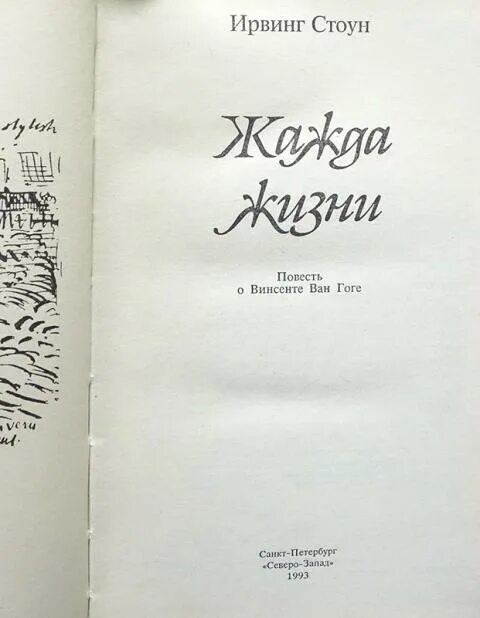 Ирвинг Стоун
Жажда
жизни
Повесть
о Винсенте Ван Гоге
Санкт-Петербург
«Северо-Запад»
1993